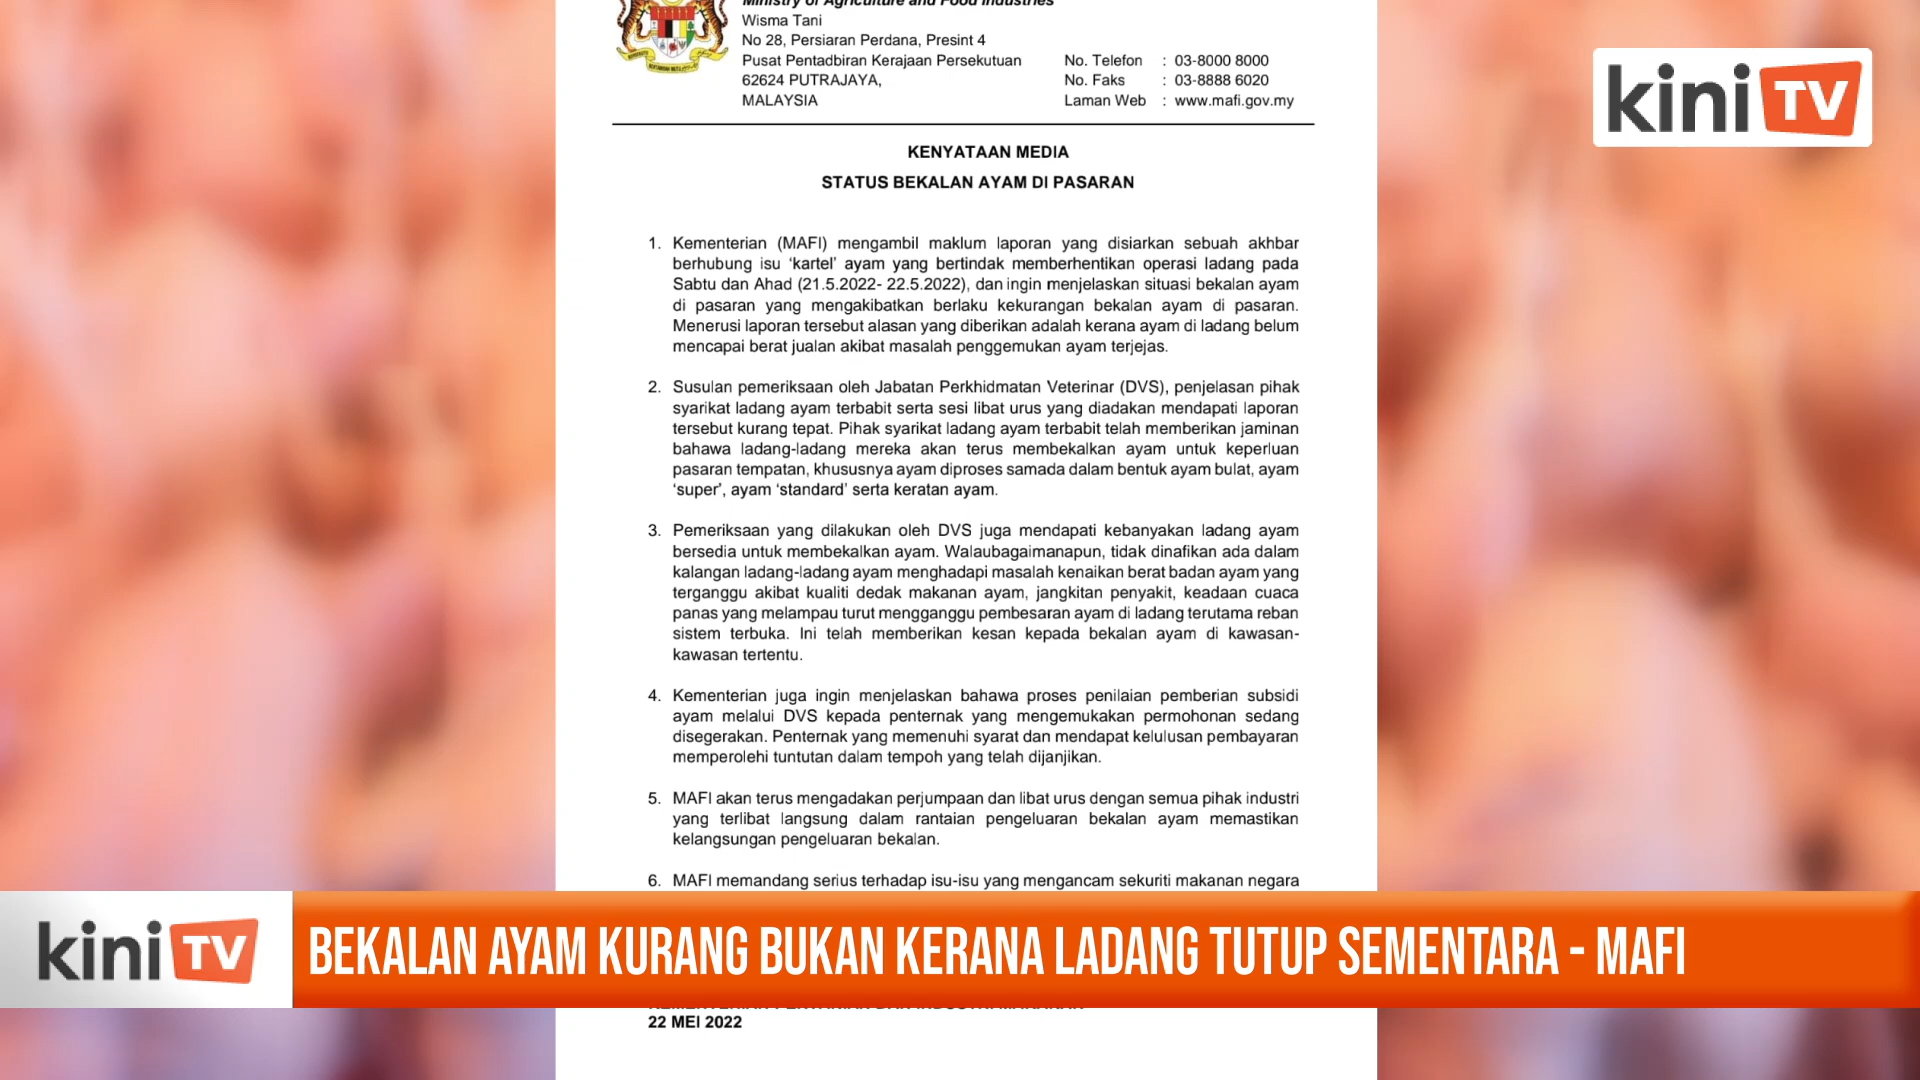 Ministry of Agriculture and Food Industries
Wisma Tani
No 28, Persiaran Perdana, Presint 4
Pusat Pentadbiran Kerajaan Persekutuan
62624 PUTRAJAYA,
MALAYSIA
No. Telefon : 03-8000 8000
No. Faks : 03-8888 6020
Laman Web : www.mafi.gov.my
kini TV
KENYATAAN MEDIA
STATUS BEKALAN AYAM DI PASARAN
1. Kementerian (MAFI) mengambil maklum laporan yang disiarkan sebuah akhbar
berhubung isu ‘kartel’ ayam yang bertindak memberhentikan operasi ladang pada
Sabtu dan Ahad (21.5.2022- 22.5.2022), dan ingin menjelaskan situasi bekalan ayam
di pasaran yang mengakibatkan berlaku kekurangan bekalan ayam di pasaran.
Menerusi laporan tersebut alasan yang diberikan adalah kerana ayam di ladang belum
mencapai berat jualan akibat masalah penggemukan ayam terjejas.
2. Susulan pemeriksaan oleh Jabatan Perkhidmatan Veterinar (DVS), penjelasan pihak
syarikat ladang ayam terbabit serta sesi libat urus yang diadakan mendapati laporan
tersebut kurang tepat. Pihak syarikat ladang ayam terbabit telah memberikan jaminan
bahawa ladang-ladang mereka akan terus membekalkan ayam untuk keperluan
pasaran tempatan, khususnya ayam diproses samada dalam bentuk ayam bulat, ayam
‘super’, ayam ‘standard’ serta keratan ayam.
3. Pemeriksaan yang dilakukan oleh DVS juga mendapati kebanyakan ladang ayam
bersedia untuk membekalkan ayam. Walaubagaimanapun, tidak dinafikan ada dalam
kalangan ladang-ladang ayam menghadapi masalah kenaikan berat badan ayam yang
terganggu akibat kualiti dedak makanan ayam, jangkitan penyakit, keadaan cuaca
panas yang melampau turut mengganggu pembesaran ayam di ladang terutama reban
sistem terbuka. Ini telah memberikan kesan kepada bekalan ayam di kawasan-
kawasan tertentu.
4. Kementerian juga ingin menjelaskan bahawa proses penilaian pemberian subsidi
ayam melalui DVS kepada penternak yang mengemukakan permohonan sedang
disegerakan. Penternak yang memenuhi syarat dan mendapat kelulusan pembayaran
memperolehi tuntutan dalam tempoh yang telah dijanjikan.
5. MAFI akan terus mengadakan perjumpaan dan libat urus dengan semua pihak industri
yang terlibat langsung dalam rantaian pengeluaran bekalan ayam memastikan
kelangsungan pengeluaran bekalan.
6. MAFI memandang serius terhadap isu-isu yang mengancam sekuriti makanan negara
kini TV
BEKALAN AYAM KURANG BUKAN KERANA LADANG TUTUP SEMENTARA - MAFI
22 MEI 2022